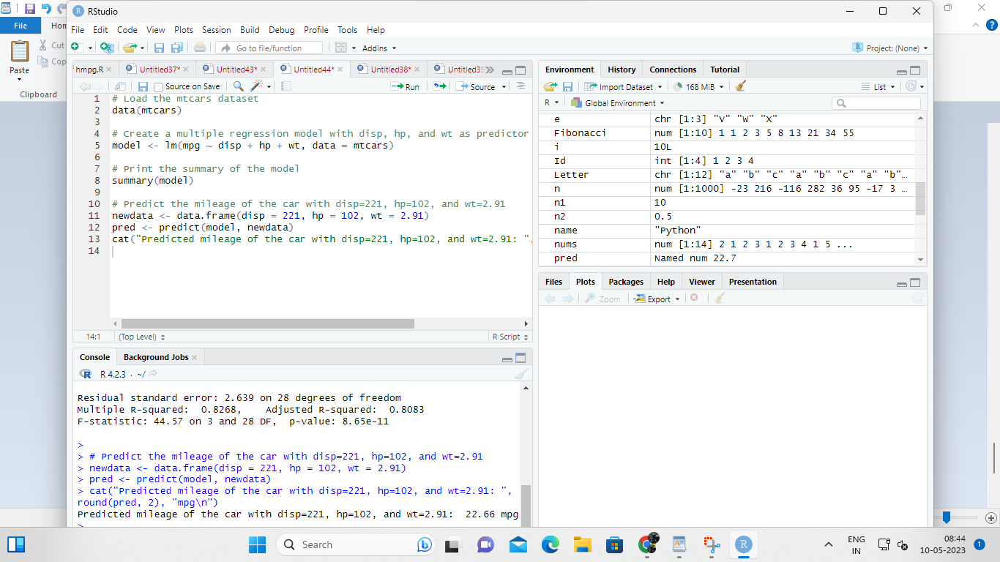 RStudio
File
Hom
File Edit Code View Plots Session Build Debug Profile Tools Help
Cut
Cop
Paste
Clipboard
Go to file/function
Addins
Project: (None)
hmpg.R
Untitled37*
Untitled43*
Untitled44*
Untitled38*
Untitled39
Source on Save
Run
Source
1 # Load the mtcars dataset
2 data(mtcars)
3
4 # Create a multiple regression model with disp, hp, and wt as predictor
5 model <- lm(mpg ~ disp + hp + wt, data = mtcars)
6
7 # Print the summary of the model
8 summary(model)
9
10 # Predict the mileage of the car with disp=221, hp=102, and wt=2.91
11 newdata <- data.frame(disp = 221, hp = 102, wt = 2.91)
12 pred <- predict(model, newdata)
13 cat("Predicted mileage of the car with disp=221, hp=102, and wt=2.91: ",
14
14:1 (Top Level) R Script
Console Background Jobs
R 4.2.3 · ~/
Residual standard error: 2.639 on 28 degrees of freedom
Multiple R-squared:  0.8268,    Adjusted R-squared:  0.8083
F-statistic: 44.57 on 3 and 28 DF,  p-value: 8.65e-11
>
> # Predict the mileage of the car with disp=221, hp=102, and wt=2.91
> newdata <- data.frame(disp = 221, hp = 102, wt = 2.91)
> pred <- predict(model, newdata)
> cat("Predicted mileage of the car with disp=221, hp=102, and wt=2.91: ",
round(pred, 2), "mpg\n")
Predicted mileage of the car with disp=221, hp=102, and wt=2.91:  22.66 mpg
>
Environment History Connections Tutorial
Import Dataset 168 MiB List
R Global Environment
e chr [1:3] "V" "W" "X"
Fibonacci num [1:10] 1 1 2 3 5 8 13 21 34 55
i 10L
Id int [1:4] 1 2 3 4
Letter chr [1:12] "a" "b" "c" "a" "b" "c" "a" "b"…
n num [1:1000] -23 216 -116 282 36 95 -17 3 …
n1 10
n2 0.5
name "Python"
nums num [1:14] 2 1 2 3 1 2 3 4 1 5 ...
pred Named num 22.7
Files Plots Packages Help Viewer Presentation
Zoom Export
Search
ENG
IN
08:44
10-05-2023
1